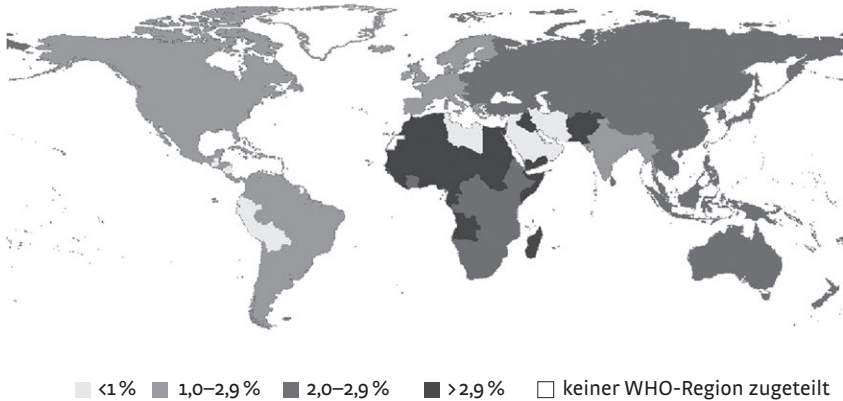 <1 % 1,0–2,9 % 2,0–2,9 % >2,9 % keiner WHO-Region zugeteilt